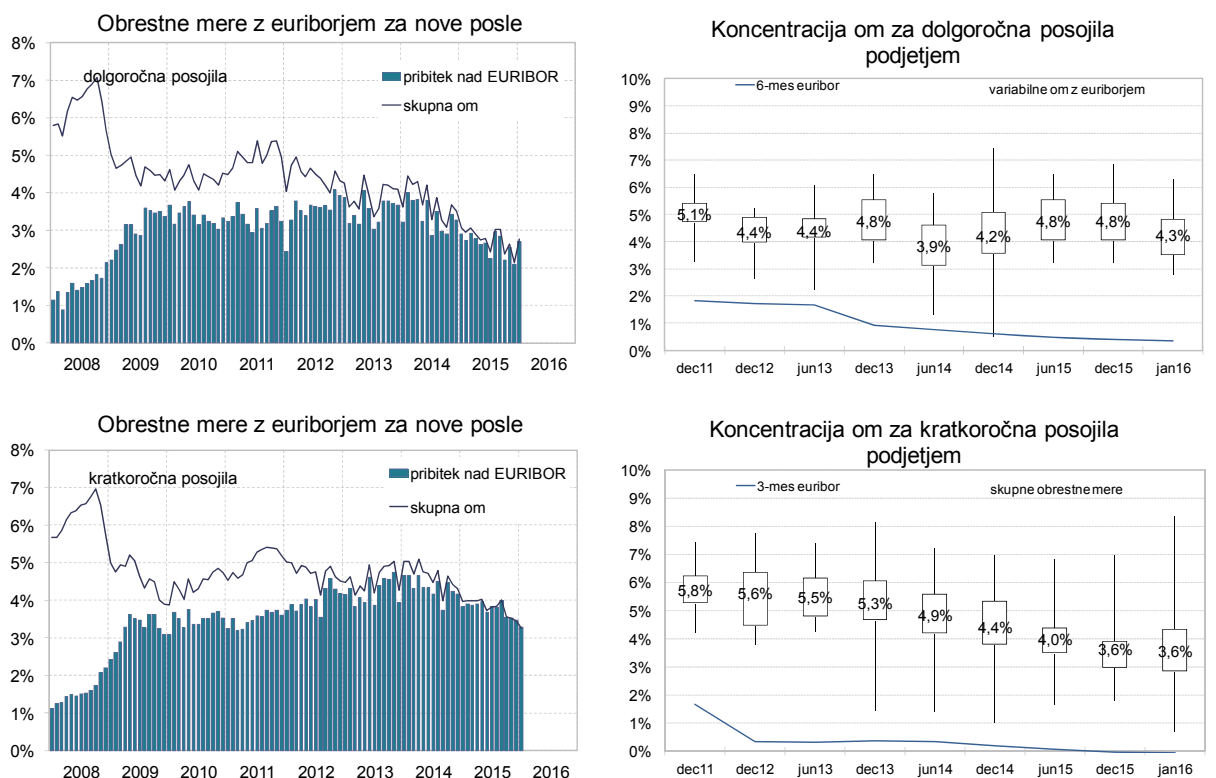 Obrestne mere z euriborjem za nove posle
8%
7%
6%
5%
4%
3%
2%
1%
0%
dolgoročna posojila
pribitek nad EURIBOR
skupna om
2008 2009 2010 2011 2012 2013 2014 2015 2016
Koncentracija om za dolgoročna posojila
podjetjem
10%
9%
8%
7%
6%
5%
4%
3%
2%
1%
0%
6-mes euribor
variabilne om z euriborjem
5,1% 4,4% 4,4% 4,8% 3,9% 4,2% 4,8% 4,8% 4,3%
dec11 dec12 jun13 dec13 jun14 dec14 jun15 dec15 jan16
Obrestne mere z euriborjem za nove posle
8%
7%
6%
5%
4%
3%
2%
1%
0%
kratkoročna posojila
pribitek nad EURIBOR
skupna om
2008 2009 2010 2011 2012 2013 2014 2015 2016
Koncentracija om za kratkoročna posojila
podjetjem
10%
9%
8%
7%
6%
5%
4%
3%
2%
1%
0%
3-mes euribor
skupne obrestne mere
5,8% 5,6% 5,5% 5,3% 4,9% 4,4% 4,0% 3,6% 3,6%
dec11 dec12 jun13 dec13 jun14 dec14 jun15 dec15 jan16